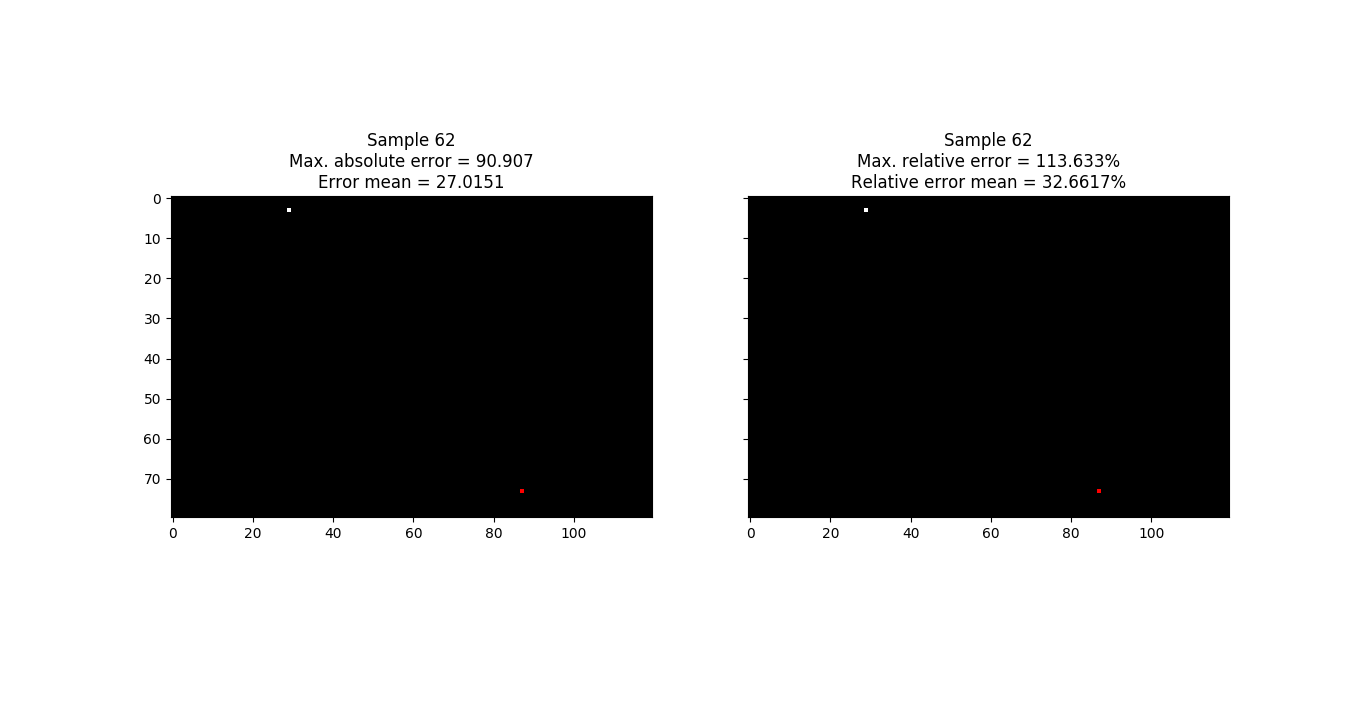 Sample 62
Max. absolute error = 90.907
Error mean = 27.0151
0
10
20
30
40
50
60
70
0 20 40 60 80 100
Sample 62
Max. relative error = 113.633%
Relative error mean = 32.6617%
0 20 40 60 80 100